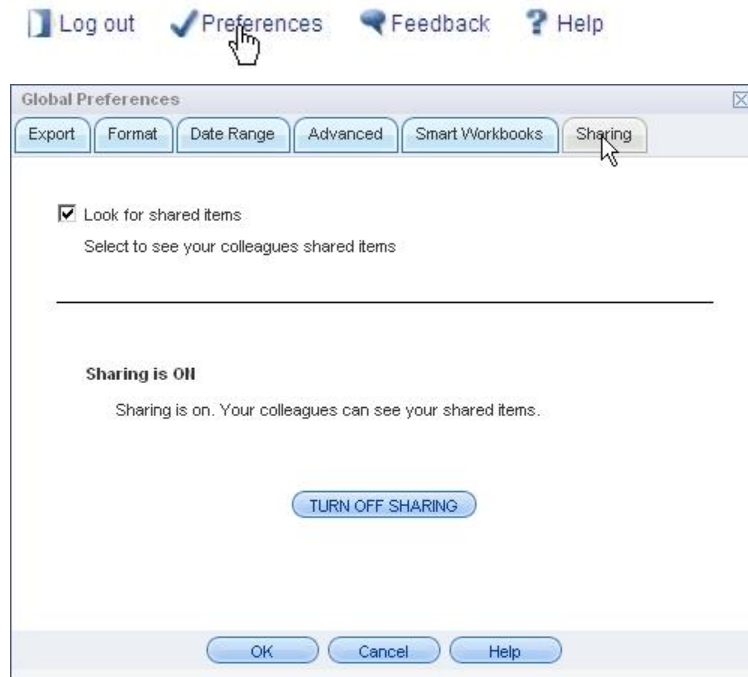 Log out Preferences Feedback ? Help
Global Preferences
Export Format Date Range Advanced Smart Workbooks Sharing
Look for shared items
Select to see your colleagues shared items
Sharing is ON
Sharing is on. Your colleagues can see your shared items.
TURN OFF SHARING
OK Cancel Help